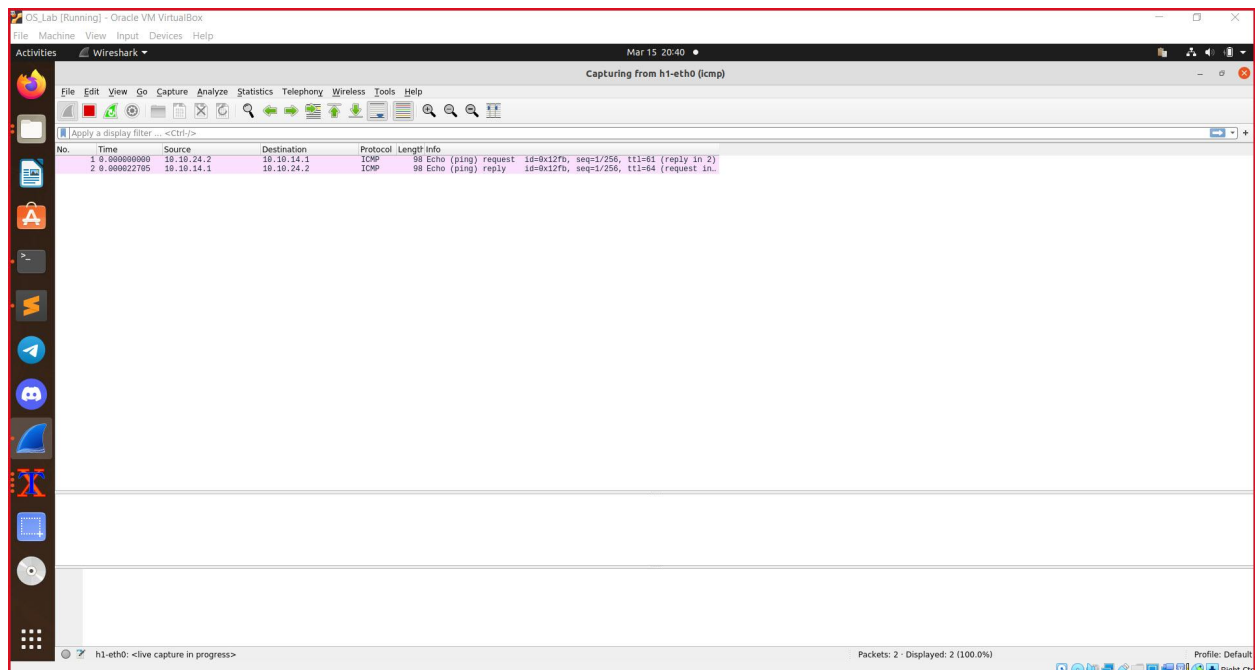 OS_Lab [Running] - Oracle VM VirtualBox
File Machine View Input Devices Help
Activities Wireshark Mar 15 20:40
Capturing from h1-eth0 (icmp)
File Edit View Go Capture Analyze Statistics Telephony Wireless Tools Help
Apply a display filter ... <Ctrl-/>
No. Time Source Destination Protocol Length Info
1 0.000000000 10.10.24.2 10.10.14.1 ICMP 98 Echo (ping) request id=0x12fb, seq=1/256, ttl=61 (reply in 2)
2 0.000022705 10.10.14.1 10.10.24.2 ICMP 98 Echo (ping) reply id=0x12fb, seq=1/256, ttl=64 (request in…
h1-eth0: <live capture in progress> Packets: 2 · Displayed: 2 (100.0%) Profile: Default
Right Ctrl